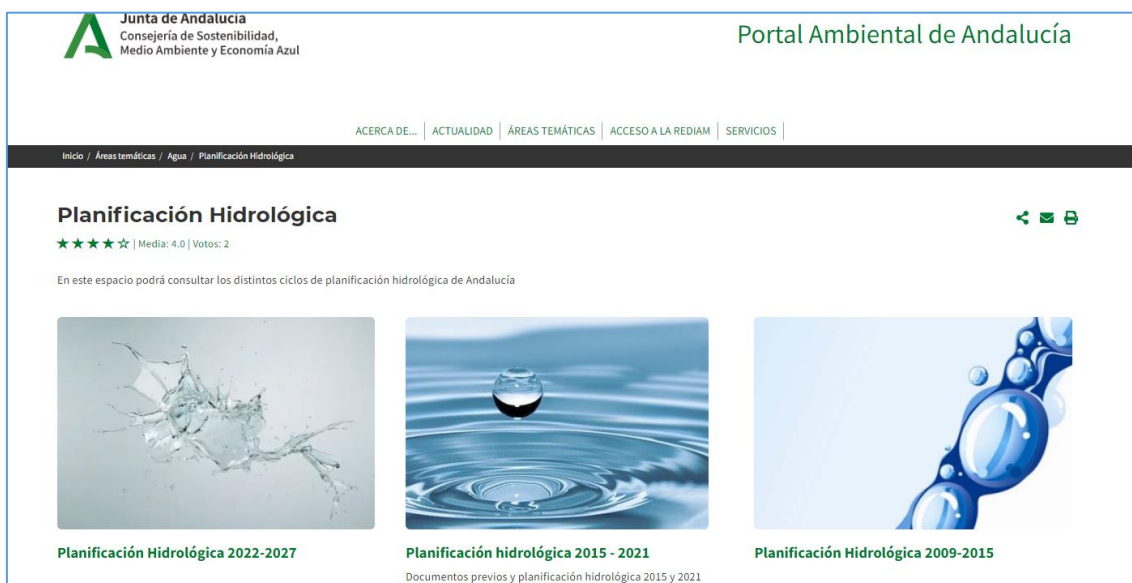 Junta de Andalucía
Consejería de Sostenibilidad,
Medio Ambiente y Economía Azul
Portal Ambiental de Andalucía
ACERCA DE... | ACTUALIDAD | ÁREAS TEMÁTICAS | ACCESO A LA REDIAM | SERVICIOS |
Inicio / Áreas temáticas / Agua / Planificación Hidrológica
Planificación Hidrológica
| Media: 4.0 | Votos: 2
En este espacio podrá consultar los distintos ciclos de planificación hidrológica de Andalucía
Planificación Hidrológica 2022-2027
Planificación hidrológica 2015 - 2021
Documentos previos y planificación hidrológica 2015 y 2021
Planificación Hidrológica 2009-2015